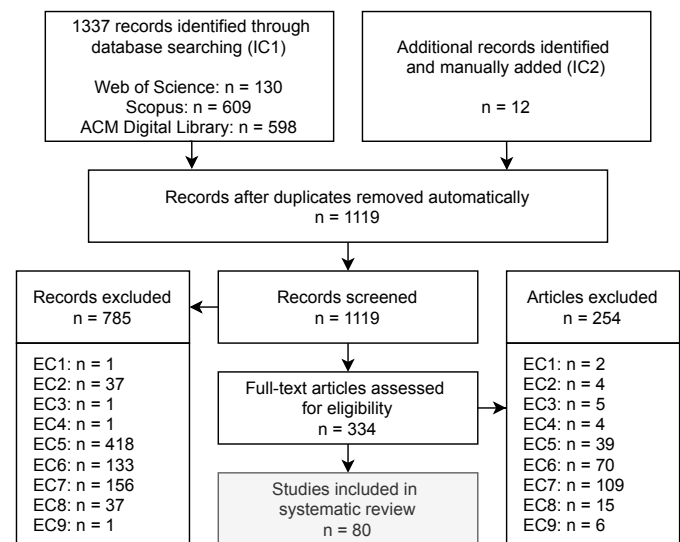 1337 records identified through
database searching (IC1)
Web of Science: n = 130
Scopus: n = 609
ACM Digital Library: n = 598
Additional records identified
and manually added (IC2)
n = 12
Records after duplicates removed automatically
n = 1119
Records excluded
n = 785
EC1: n = 1
EC2: n = 37
EC3: n = 1
EC4: n = 1
EC5: n = 418
EC6: n = 133
EC7: n = 156
EC8: n = 37
EC9: n = 1
Records screened
n = 1119
Full-text articles assessed
for eligibility
n = 334
Studies included in
systematic review
n = 80
Articles excluded
n = 254
EC1: n = 2
EC2: n = 4
EC3: n = 5
EC4: n = 4
EC5: n = 39
EC6: n = 70
EC7: n = 109
EC8: n = 15
EC9: n = 6